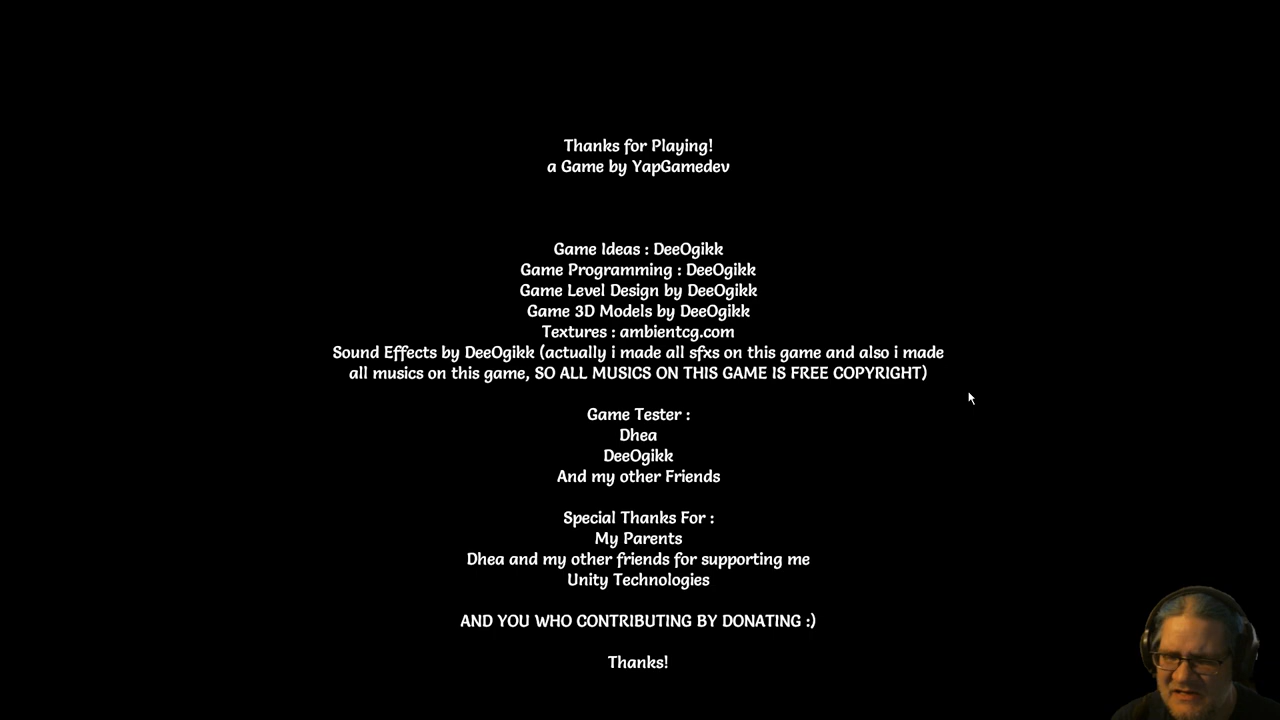 Thanks for Playing!
a Game by YapGamedev
Game Ideas : DeeOgikk
Game Programming : DeeOgikk
Game Level Design by DeeOgikk
Game 3D Models by DeeOgikk
Textures : ambientcg.com
Sound Effects by DeeOgikk (actually i made all sfxs on this game and also i made
all musics on this game, SO ALL MUSICS ON THIS GAME IS FREE COPYRIGHT)
Game Tester :
Dhea
DeeOgikk
And my other Friends
Special Thanks For :
My Parents
Dhea and my other friends for supporting me
Unity Technologies
AND YOU WHO CONTRIBUTING BY DONATING :)
Thanks!